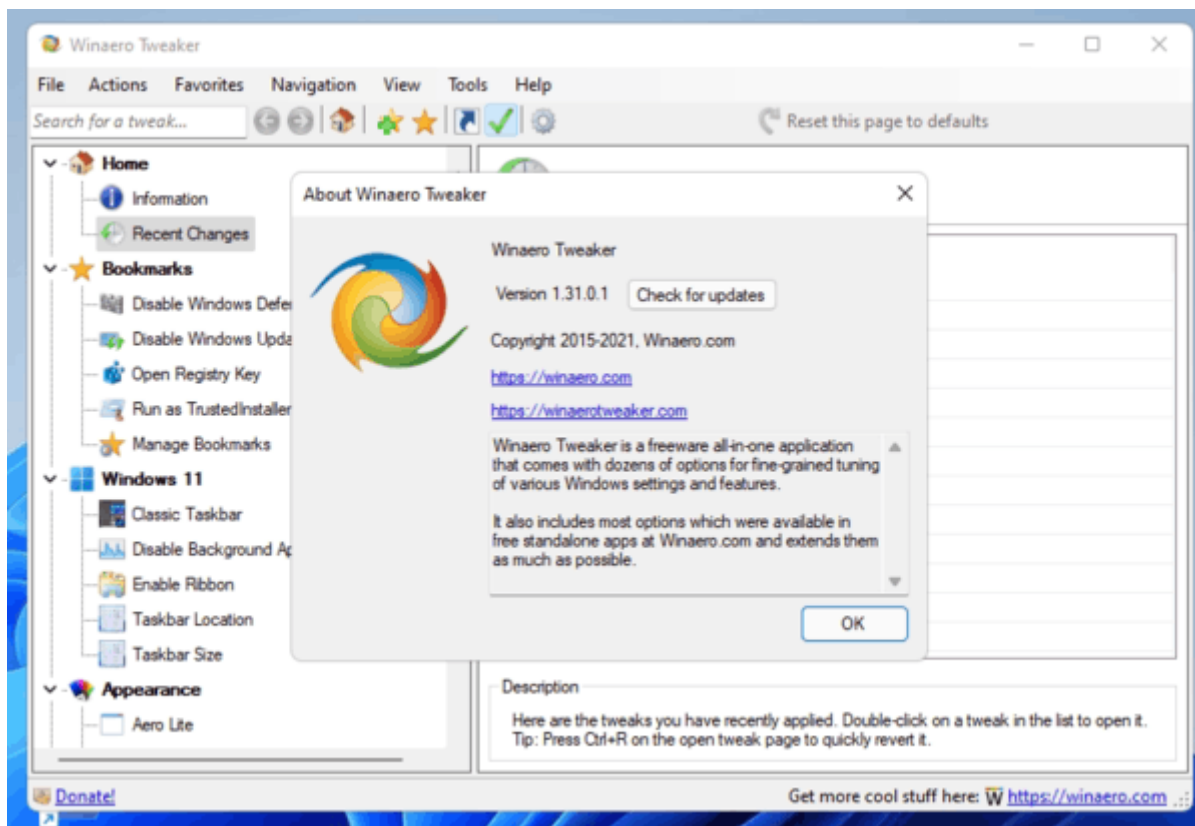 Winaero Tweaker
File Actions Favorites Navigation View Tools Help
Search for a tweak...
Reset this page to defaults
Home
Information
Recent Changes
Bookmarks
Disable Windows Defe
Disable Windows Upda
Open Registry Key
Run as TrustedInstaller
Manage Bookmarks
Windows 11
Classic Taskbar
Disable Background Ap
Enable Ribbon
Taskbar Location
Taskbar Size
Appearance
Aero Lite
About Winaero Tweaker
Winaero Tweaker
Version 1.31.0.1 Check for updates
Copyright 2015-2021, Winaero.com
https://winaero.com
https://winaerotweaker.com
Winaero Tweaker is a freeware all-in-one application
that comes with dozens of options for fine-grained tuning
of various Windows settings and features.
It also includes most options which were available in
free standalone apps at Winaero.com and extends them
as much as possible.
OK
Description
Here are the tweaks you have recently applied. Double-click on a tweak in the list to open it.
Tip: Press Ctrl+R on the open tweak page to quickly revert it.
Donate!
Get more cool stuff here: W https://winaero.com